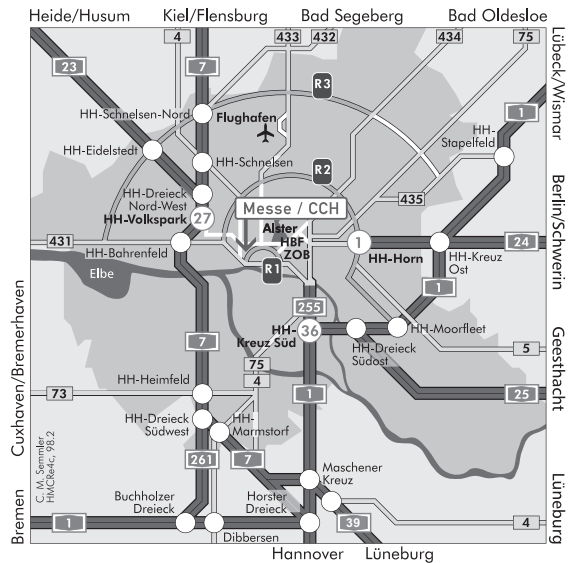 Heide/Husum
Kiel/Flensburg
Bad Segeberg
Bad Oldesloe
4
433
432
434
75
23
7
R3
1
Lübeck/Wismar
HH-Schnelsen-Nord
Flughafen
HH-
Stapelfeld
HH-Eidelstedt
HH-Schnelsen
R2
HH-Dreieck
Nord-West
435
HH-Volkspark
27
Messe / CCH
Berlin/Schwerin
Alster
HBF
ZOB
431
HH-Bahrenfeld
1
HH-Horn
HH-Kreuz
Ost
24
Elbe
R1
1
255
HH-
Kreuz Süd
36
HH-Moorfleet
HH-Dreieck
Südost
Geesthacht
7
5
75
4
HH-Heimfeld
73
1
25
Cuxhaven/Bremerhaven
HH-Dreieck
Südwest
HH-
Marmstorf
C. M. Semmler
HMCRe4c, 98.2
261
7
Maschener
Kreuz
Buchholzer
Dreieck
Horster
Dreieck
Lüneburg
Bremen
1
Dibbersen
39
4
Hannover
Lüneburg